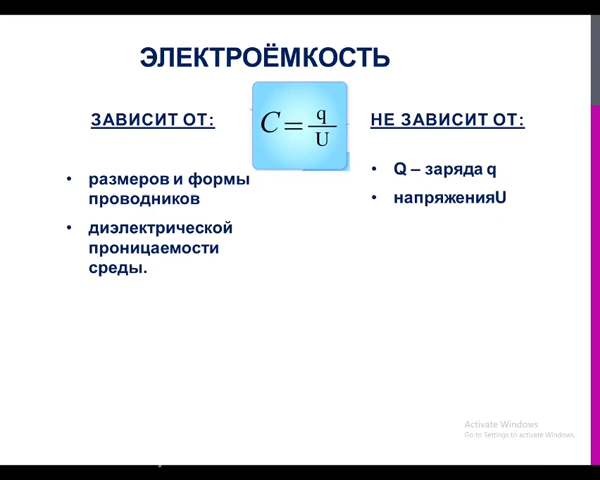 ЭЛЕКТРОЁМКОСТЬ
ЗАВИСИТ ОТ:
• размеров и формы
проводников
• диэлектрической
проницаемости
среды.
C = q/U
НЕ ЗАВИСИТ ОТ:
• Q – заряда q
• напряженияU
Activate Windows
Go to Settings to activate Windows.